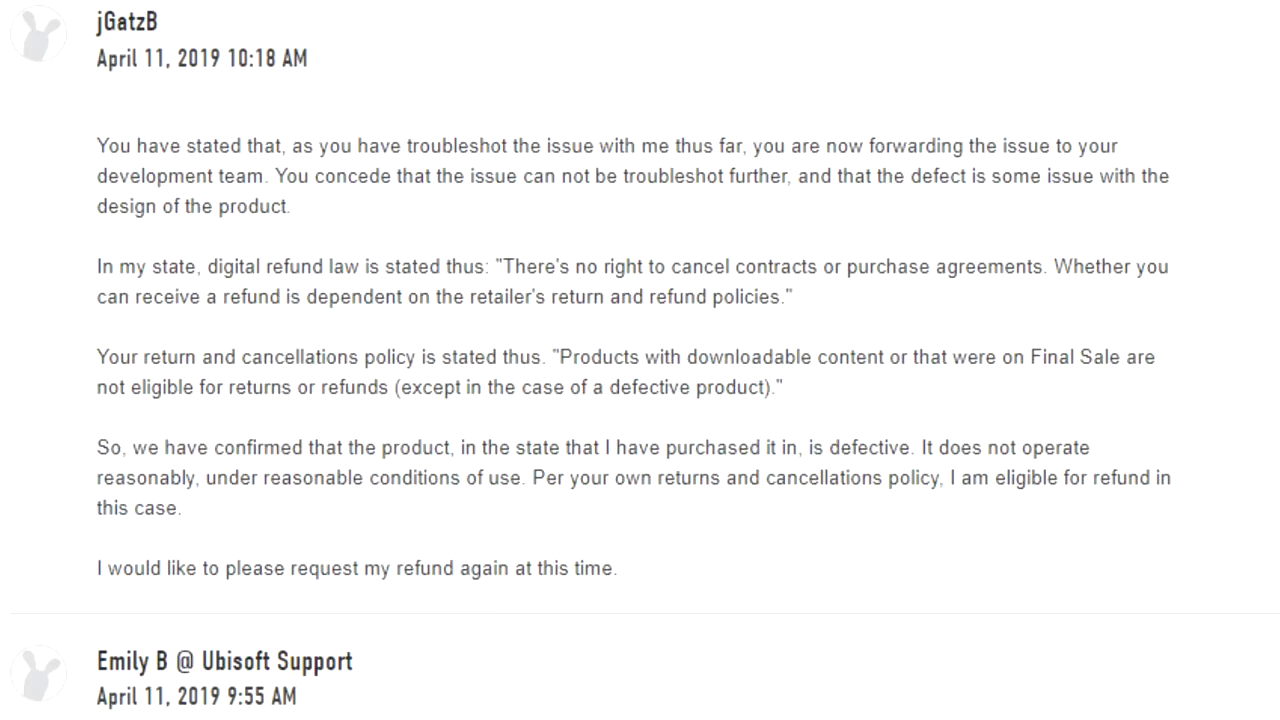 jGatzB
April 11, 2019 10:18 AM
You have stated that, as you have troubleshot the issue with me thus far, you are now forwarding the issue to your
development team. You concede that the issue can not be troubleshot further, and that the defect is some issue with the
design of the product.
In my state, digital refund law is stated thus: "There's no right to cancel contracts or purchase agreements. Whether you
can receive a refund is dependent on the retailer's return and refund policies."
Your return and cancellations policy is stated thus. "Products with downloadable content or that were on Final Sale are
not eligible for returns or refunds (except in the case of a defective product)."
So, we have confirmed that the product, in the state that I have purchased it in, is defective. It does not operate
reasonably, under reasonable conditions of use. Per your own returns and cancellations policy, I am eligible for refund in
this case.
I would like to please request my refund again at this time.
Emily B @ Ubisoft Support
April 11, 2019 9:55 AM